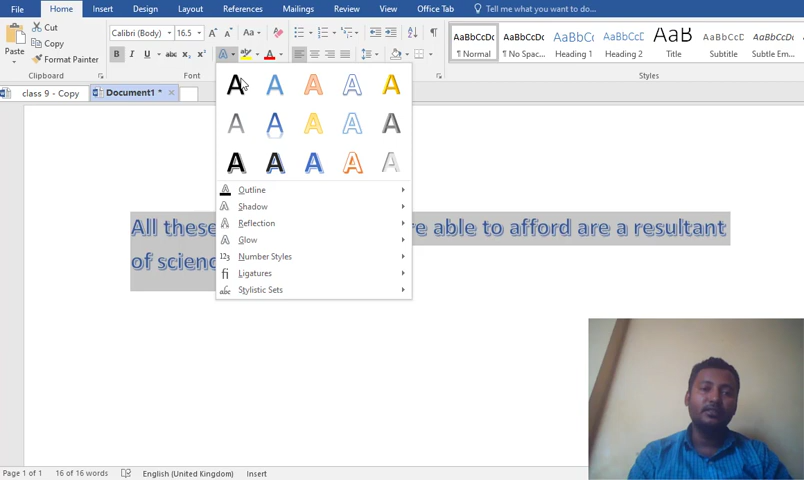 File Home Insert Design Layout References Mailings Review View Office Tab Tell me what you want to do...
Cut
Copy
Format Painter
Paste
Clipboard
Calibri (Body) 16.5
Font
AaBbCcDc AaBbCcDc AaBbCc AaBbCcD AaB AaBbCcD AaBbCcDc
¶ Normal ¶ No Spac... Heading 1 Heading 2 Title Subtitle Subtle Em...
Styles
class 9 - Copy Document1 *
Outline
Shadow
Reflection
Glow
Number Styles
Ligatures
Stylistic Sets
All these re able to afford are a resultant
of scienc
Page 1 of 1 16 of 16 words English (United Kingdom) Insert